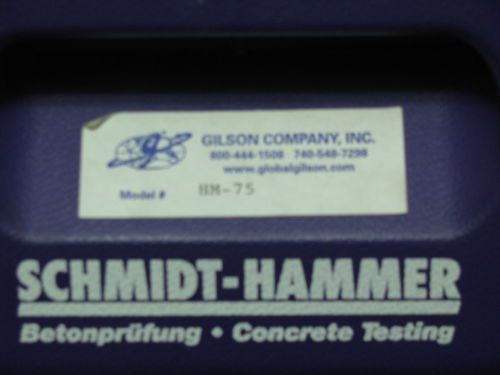 GILSON COMPANY, INC.
800-444-1508 740-548-7298
www.globalgilson.com
Model # HM-75
SCHMIDT-HAMMER
Betonprüfung • Concrete Testing